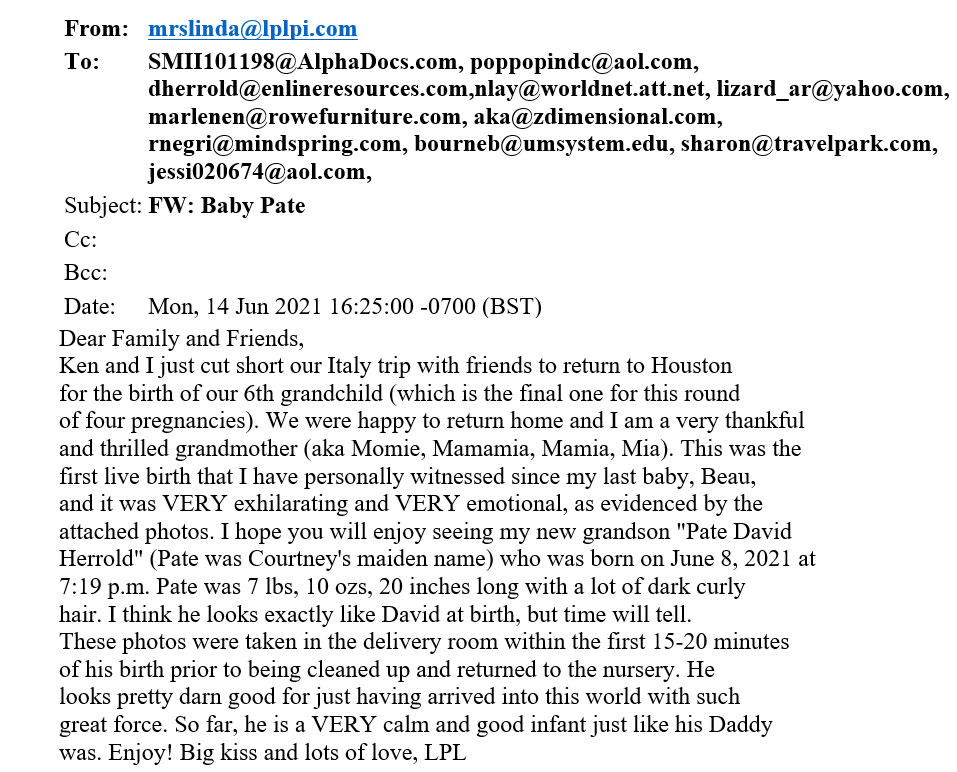 From: mrslinda@lplpi.com
To: SMII101198@AlphaDocs.com, poppopindc@aol.com,
dherrold@enlineresources.com,nlay@worldnet.att.net, lizard_ar@yahoo.com,
marlenen@rowefurniture.com, aka@zdimensional.com,
rnegri@mindspring.com, bourneb@umsystem.edu, sharon@travelpark.com,
jessi020674@aol.com,
Subject: FW: Baby Pate
Cc:
Bcc:
Date: Mon, 14 Jun 2021 16:25:00 -0700 (BST)
Dear Family and Friends,
Ken and I just cut short our Italy trip with friends to return to Houston
for the birth of our 6th grandchild (which is the final one for this round
of four pregnancies). We were happy to return home and I am a very thankful
and thrilled grandmother (aka Momie, Mamamia, Mamia, Mia). This was the
first live birth that I have personally witnessed since my last baby, Beau,
and it was VERY exhilarating and VERY emotional, as evidenced by the
attached photos. I hope you will enjoy seeing my new grandson "Pate David
Herrold" (Pate was Courtney's maiden name) who was born on June 8, 2021 at
7:19 p.m. Pate was 7 lbs, 10 ozs, 20 inches long with a lot of dark curly
hair. I think he looks exactly like David at birth, but time will tell.
These photos were taken in the delivery room within the first 15-20 minutes
of his birth prior to being cleaned up and returned to the nursery. He
looks pretty darn good for just having arrived into this world with such
great force. So far, he is a VERY calm and good infant just like his Daddy
was. Enjoy! Big kiss and lots of love, LPL